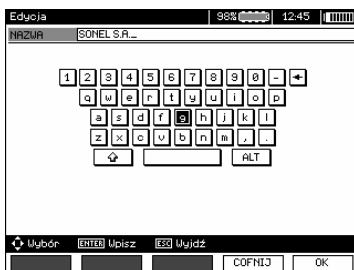 Edycja 98% 12:45
NAZWA SONEL S.A._
1 2 3 4 5 6 7 8 9 0 -
q w e r t y u i o p
a s d f g h j k l
z x c v b n m , .
ALT
Wybór ENTER Wpisz ESC Wyjdź
COFNIJ OK